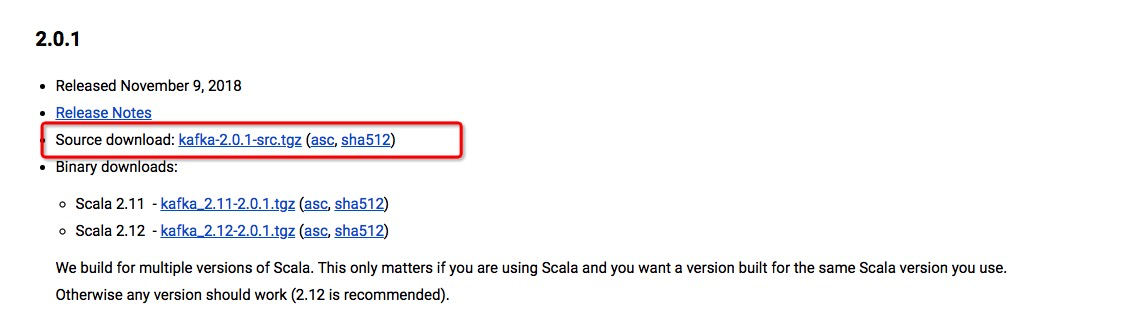 2.0.1
• Released November 9, 2018
• Release Notes
• Source download: kafka-2.0.1-src.tgz (asc, sha512)
• Binary downloads:
◦ Scala 2.11 - kafka_2.11-2.0.1.tgz (asc, sha512)
◦ Scala 2.12 - kafka_2.12-2.0.1.tgz (asc, sha512)
We build for multiple versions of Scala. This only matters if you are using Scala and you want a version built for the same Scala version you use.
Otherwise any version should work (2.12 is recommended).